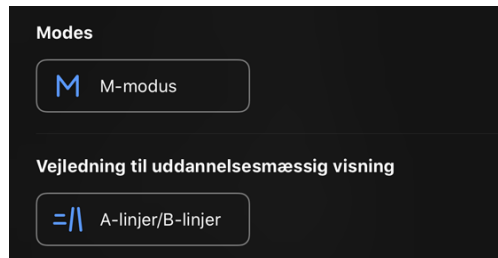 Modes
M-modus
Vejledning til uddannelsesmæssig visning
A-linjer/B-linjer